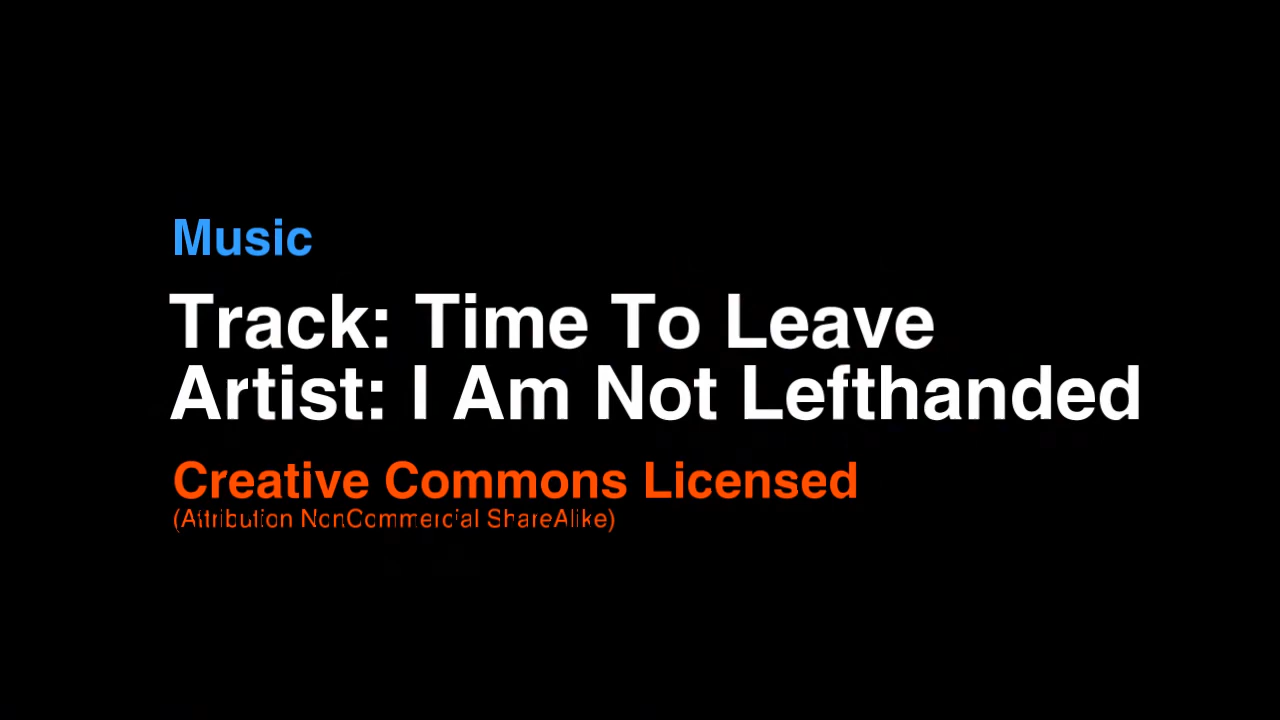 Music
Track: Time To Leave
Artist: I Am Not Lefthanded
Creative Commons Licensed
(Attribution NonCommercial ShareAlike)